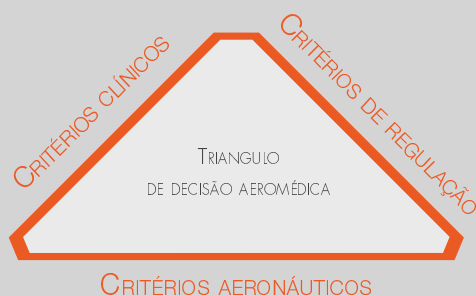 Critérios clínicos
Critérios de regulação
Triangulo
de decisão aeromédica
Critérios aeronáuticos